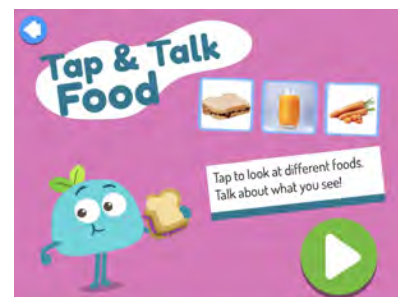 Tap & Talk
Food
Tap to look at different foods.
Talk about what you see!